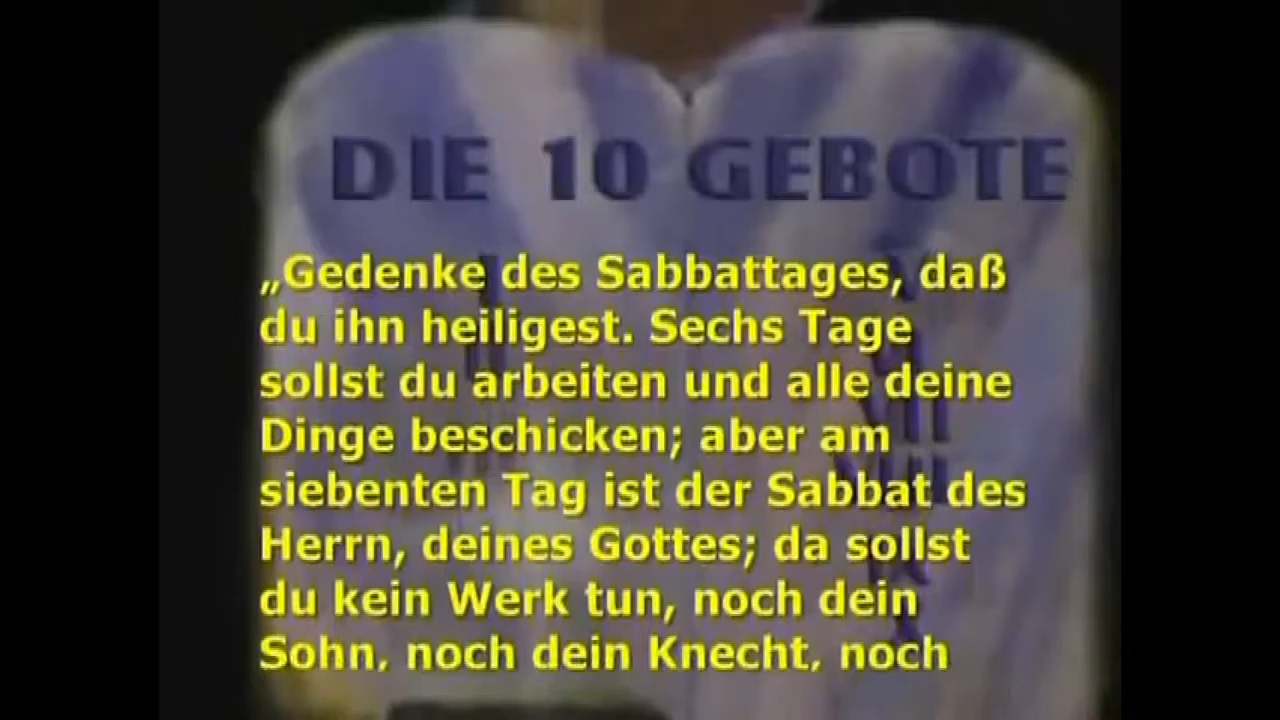 DIE 10 GEBOTE
„Gedenke des Sabbattages, daß
du ihn heiligest. Sechs Tage
sollst du arbeiten und alle deine
Dinge beschicken; aber am
siebenten Tag ist der Sabbat des
Herrn, deines Gottes; da sollst
du kein Werk tun, noch dein
Sohn, noch dein Knecht, noch